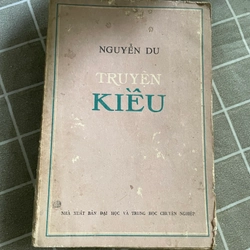 NGUYỄN DU
TRUYỆN
KIỀU
NHÀ XUẤT BẢN ĐẠI HỌC VÀ TRUNG HỌC CHUYÊN NGHIỆP